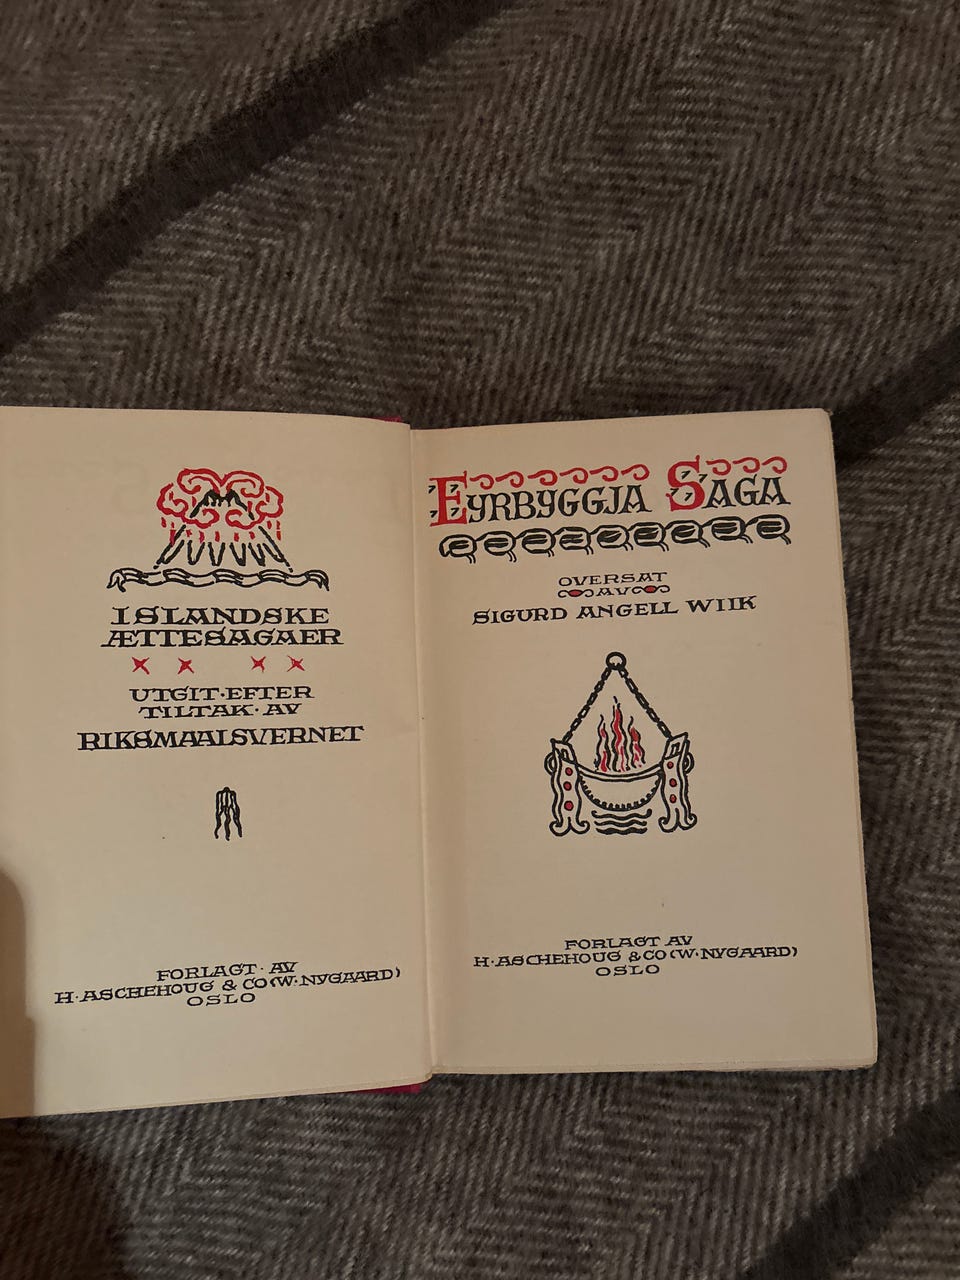 ISLANDSKE
ÆTTESAGAER
UTGIT·EFTER
TILTAK·AV
RIKSMAALSVERNET
FORLAGT·AV
H·ASCHEHOUG & CO(W·NYGAARD)
OSLO
EYRBYGGJA SAGA
OVERSAT
AV
SIGURD ANGELL WIIK
FORLAGT AV
H·ASCHEHOUG & CO(W·NYGAARD)
OSLO